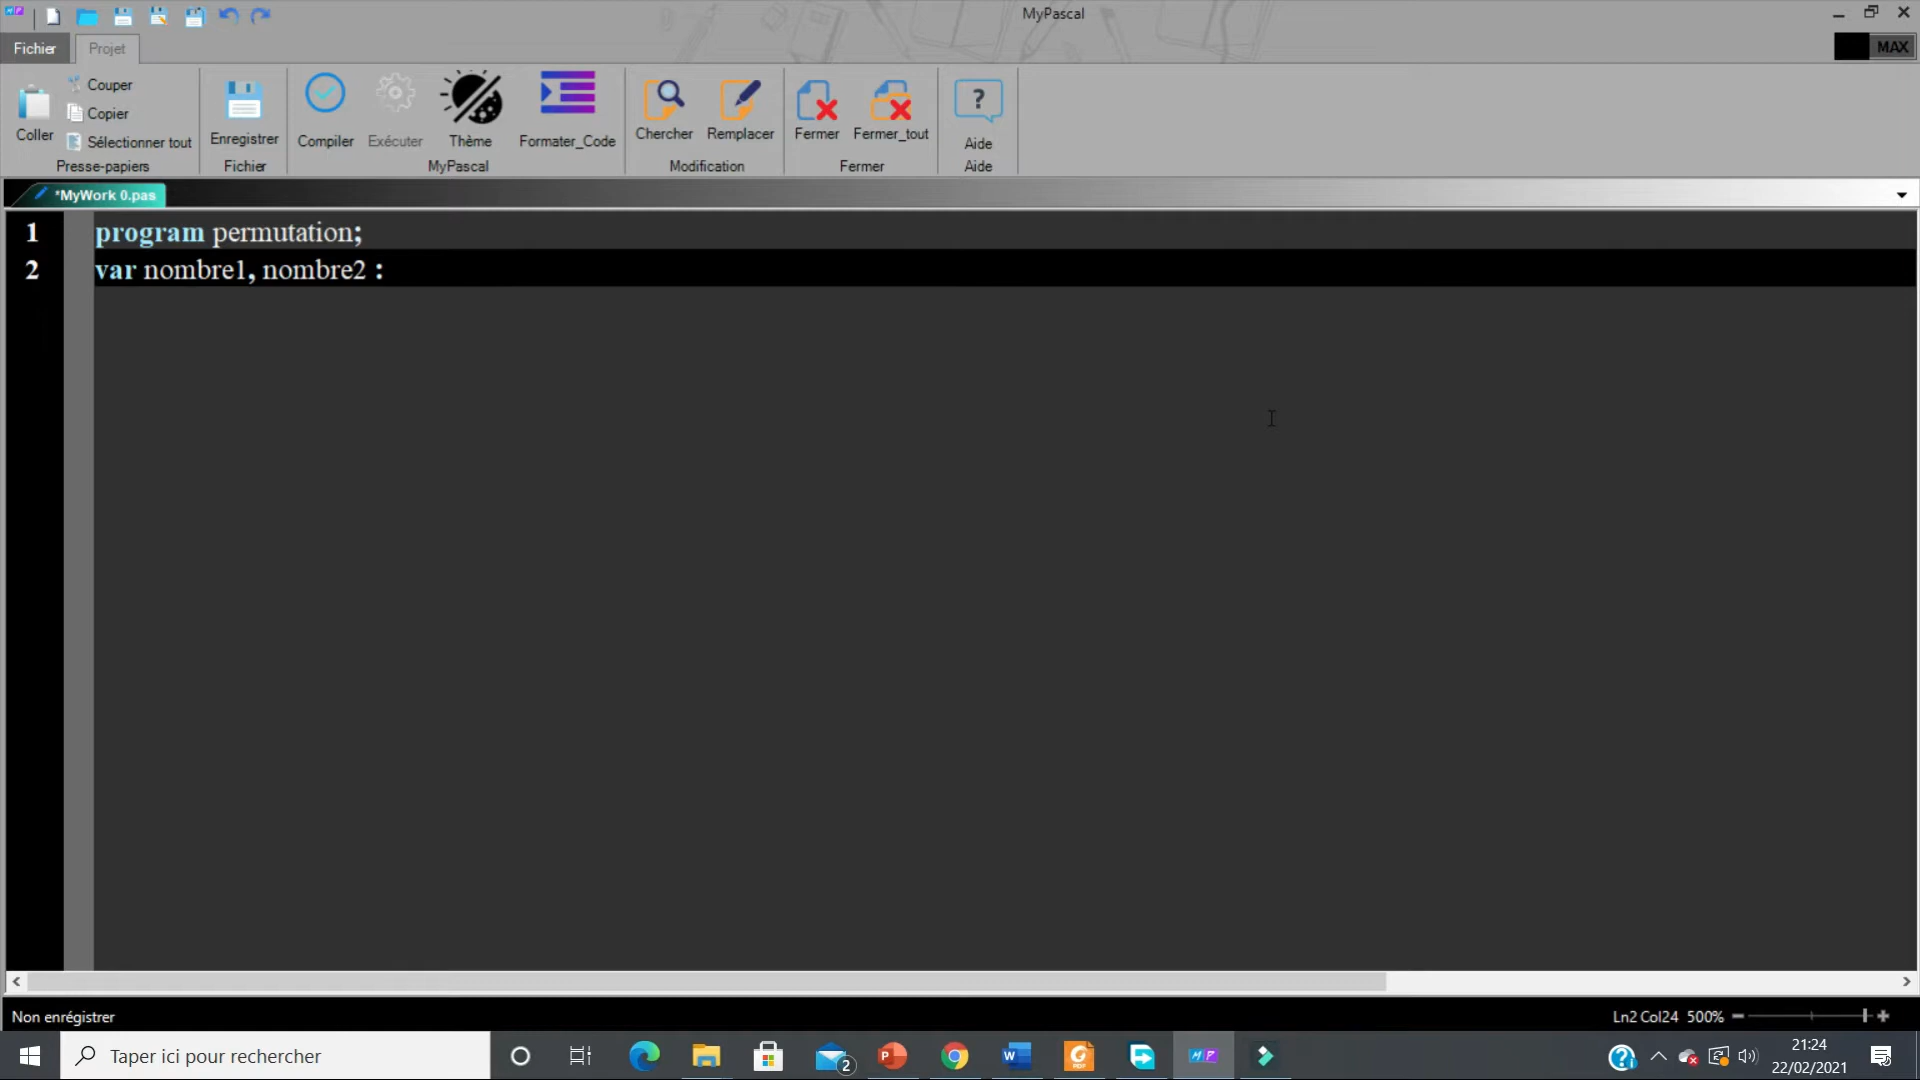 MyPascal
Fichier
Projet
MAX
Coller
Couper
Copier
Sélectionner tout
Presse-papiers
Enregistrer
Fichier
Compiler
Exécuter
Thème
Formater_Code
MyPascal
Chercher
Remplacer
Modification
Fermer
Fermer_tout
Fermer
Aide
Aide
*MyWork 0.pas
1 program permutation;
2 var nombre1, nombre2 :
Non enrégistrer
Ln2 Col24 500%
Taper ici pour rechercher
2
21:24
22/02/2021